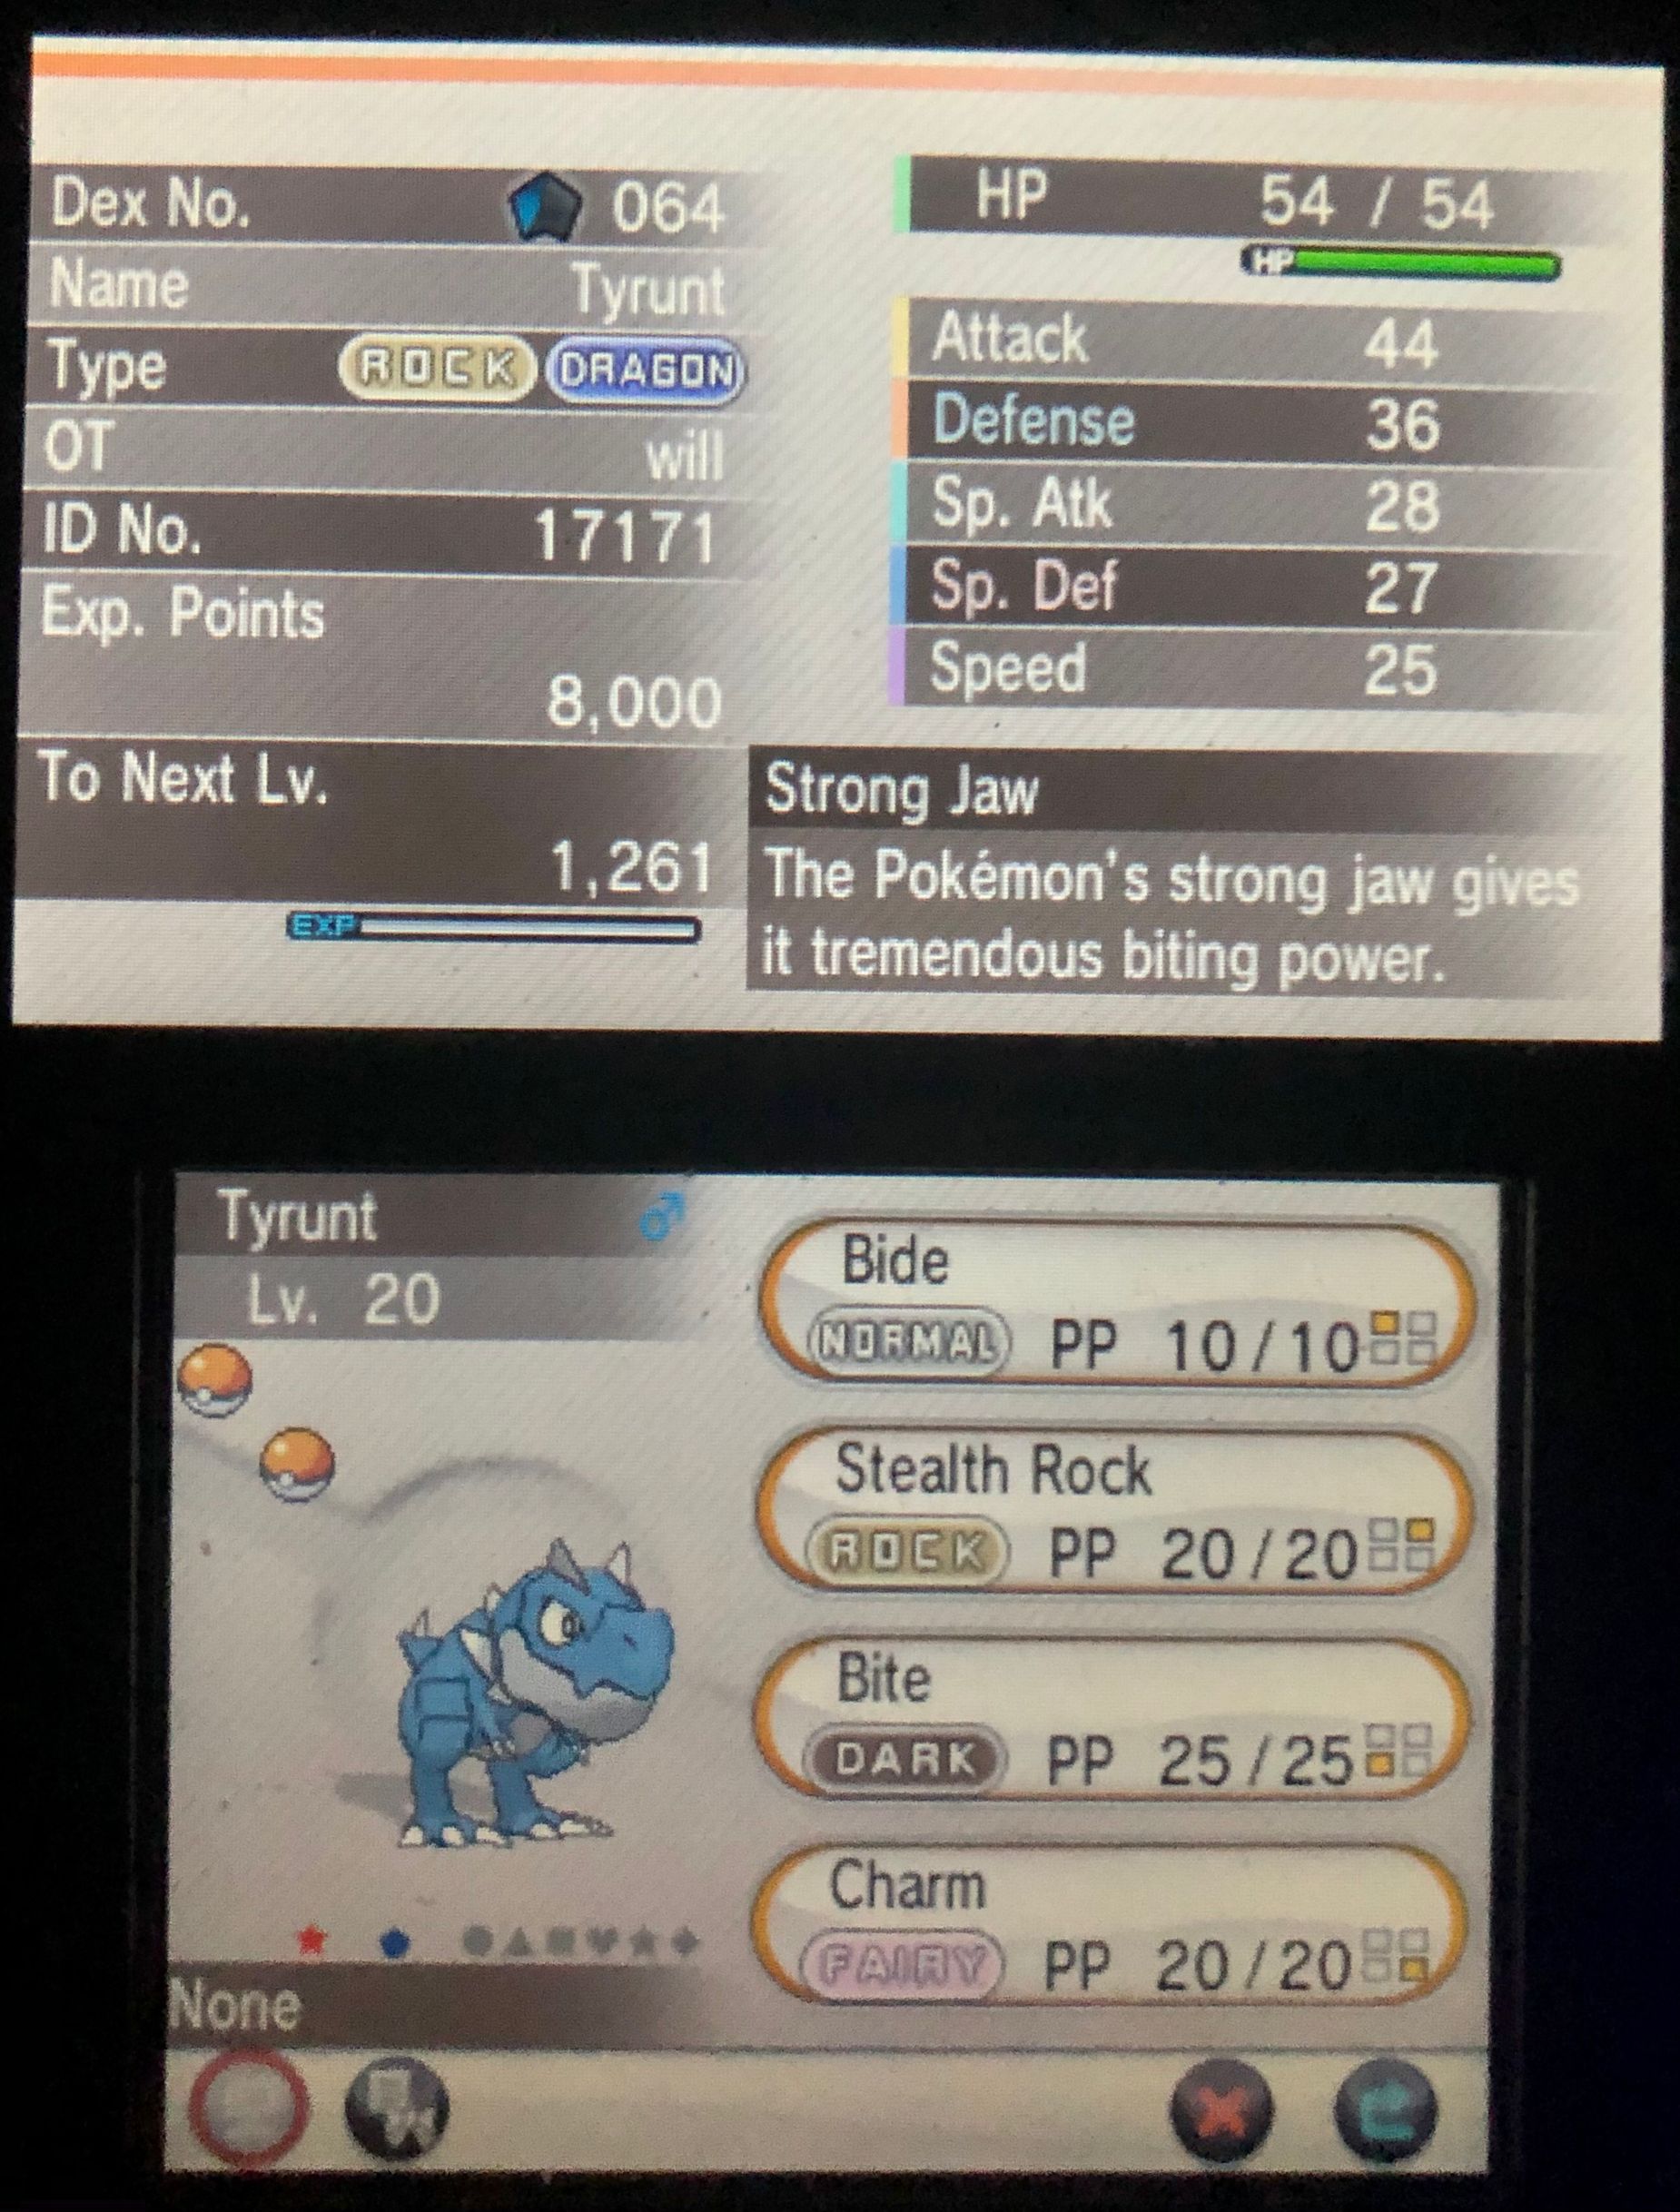 Dex No. 064
Name Tyrunt
Type ROCK DRAGON
OT will
ID No. 17171
Exp. Points
8,000
To Next Lv.
1,261
EXP
HP 54 / 54
HP
Attack 44
Defense 36
Sp. Atk 28
Sp. Def 27
Speed 25
Strong Jaw
The Pokémon's strong jaw gives
it tremendous biting power.
Tyrunt ♂
Lv. 20
None
Bide
NORMAL PP 10/10
Stealth Rock
ROCK PP 20/20
Bite
DARK PP 25/25
Charm
FAIRY PP 20/20